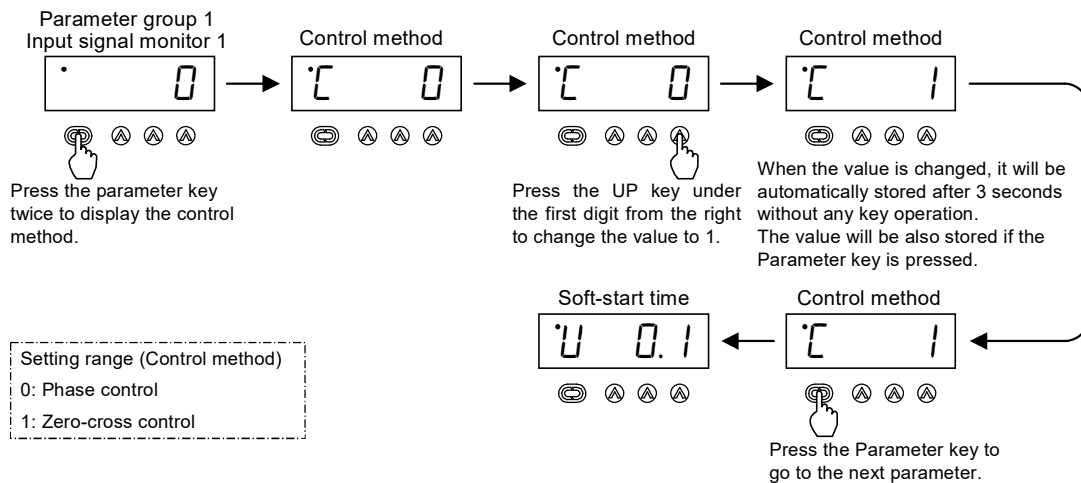 Parameter group 1
Input signal monitor 1
0
Press the parameter key
twice to display the control
method.
Control method
C 0
Control method
C 0
Press the UP key under
the first digit from the right
to change the value to 1.
Control method
C 1
When the value is changed, it will be
automatically stored after 3 seconds
without any key operation.
The value will be also stored if the
Parameter key is pressed.
Control method
C 1
Press the Parameter key to
go to the next parameter.
Soft-start time
U 0.1
Setting range (Control method)
0: Phase control
1: Zero-cross control